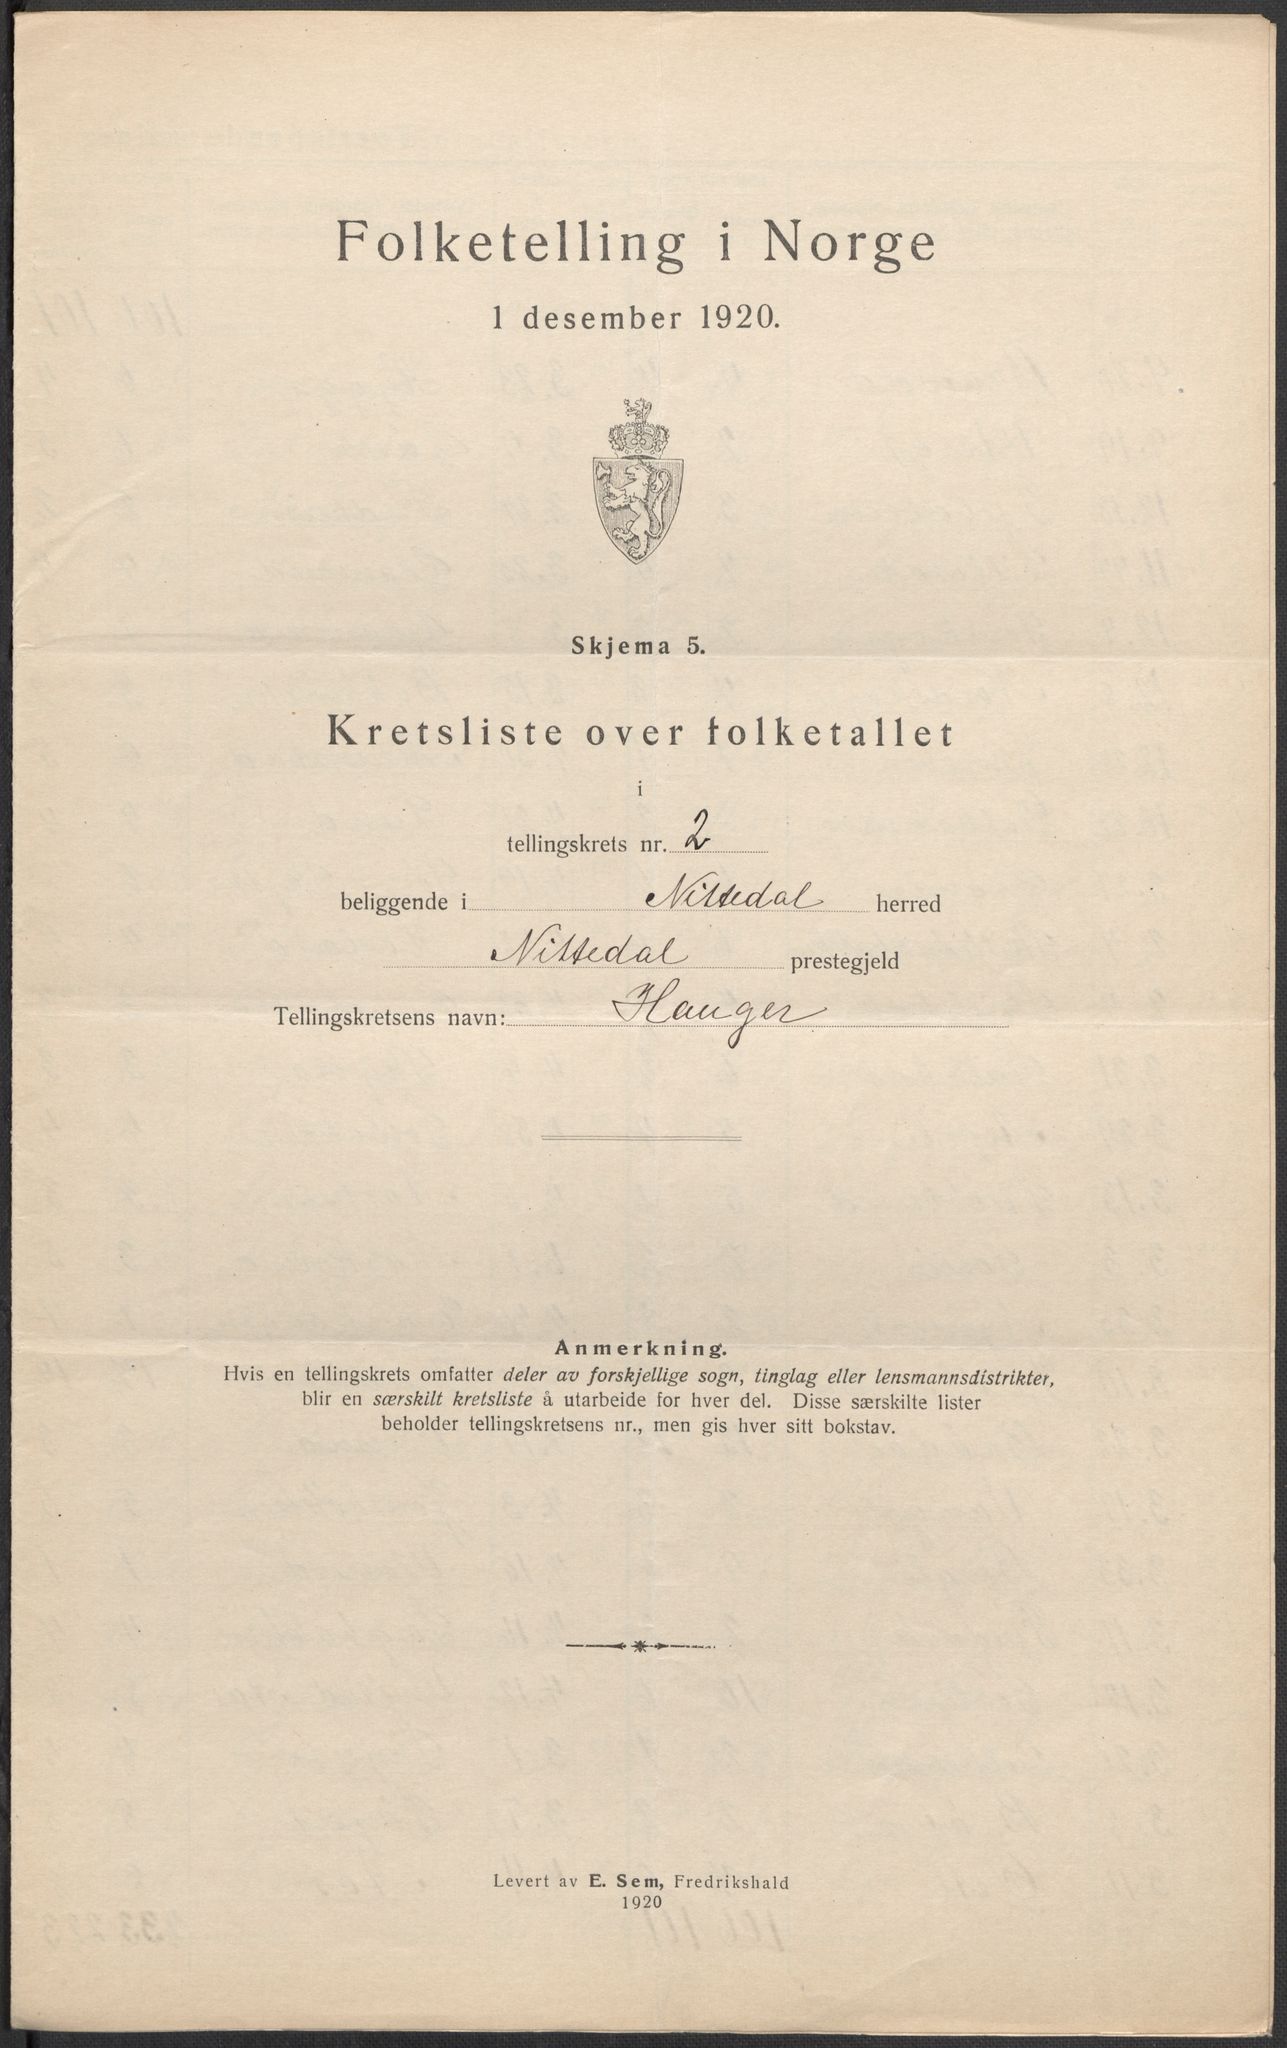 Folketelling i Norge
1 desember 1920.
Skjema 5.
Kretsliste over folketallet
i
tellingskrets nr. 2
beliggende i Nittedal herred
Nittedal prestegjeld
Tellingskretsens navn: Hauger
Anmerkning.
Hvis en tellingskrets omfatter deler av forskjellige sogn, tinglag eller lensmannsdistrikter,
blir en særskilt kretsliste å utarbeide for hver del. Disse særskilte lister
beholder tellingskretsens nr., men gis hver sitt bokstav.
Levert av E. Sem, Fredrikshald
1920